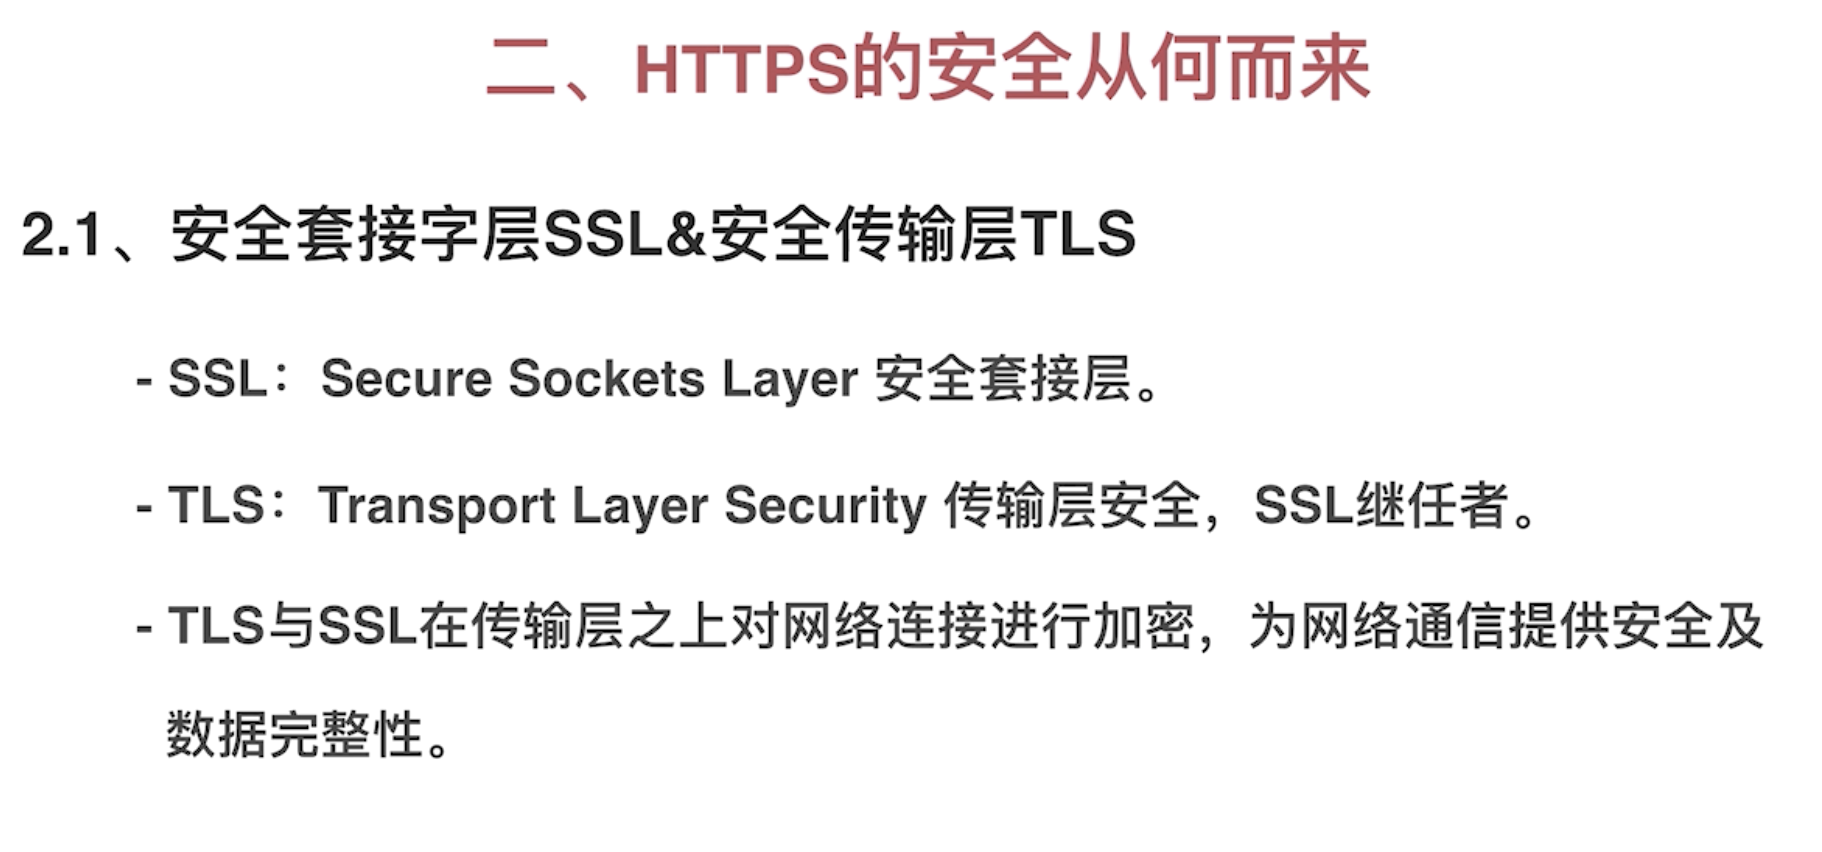 二、HTTPS的安全从何而来
2.1、安全套接字层SSL&安全传输层TLS
- SSL：Secure Sockets Layer 安全套接层。
- TLS：Transport Layer Security 传输层安全，SSL继任者。
- TLS与SSL在传输层之上对网络连接进行加密，为网络通信提供安全及
数据完整性。